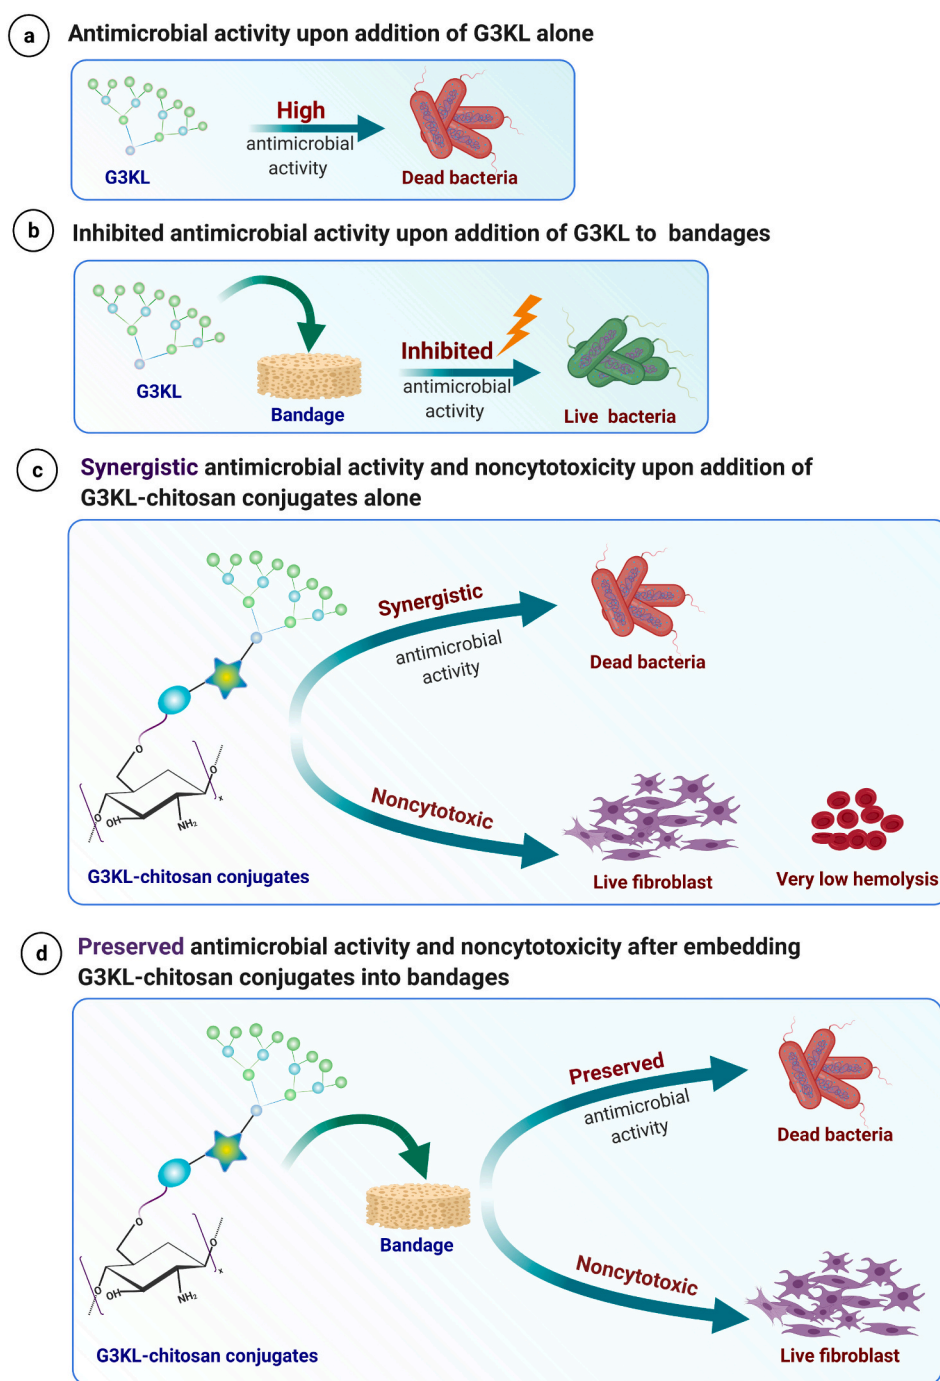 a
Antimicrobial activity upon addition of G3KL alone
High
antimicrobial
activity
G3KL
Dead bacteria
b
Inhibited antimicrobial activity upon addition of G3KL to bandages
Inhibited
antimicrobial
activity
G3KL
Bandage
Live bacteria
c
Synergistic antimicrobial activity and noncytotoxicity upon addition of
G3KL-chitosan conjugates alone
Synergistic
antimicrobial
activity
Dead bacteria
O
O
x
O
OH
NH₂
Noncytotoxic
G3KL-chitosan conjugates
Live fibroblast
Very low hemolysis
d
Preserved antimicrobial activity and noncytotoxicity after embedding
G3KL-chitosan conjugates into bandages
Preserved
antimicrobial
activity
Dead bacteria
O
O
x
O
OH
NH₂
Bandage
Noncytotoxic
G3KL-chitosan conjugates
Live fibroblast